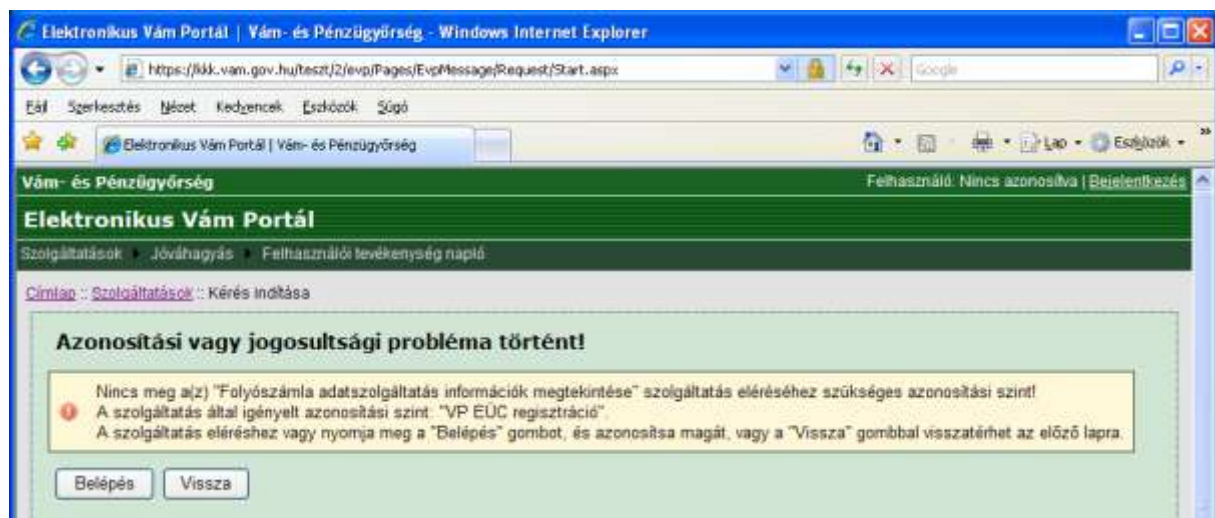 Elektronikus Vám Portál | Vám- és Pénzügyőrség - Windows Internet Explorer
https://kkk.vam.gov.hu/teszt/2/evp/Pages/EvpMessage/Request/Start.aspx Google
Fájl Szerkesztés Nézet Kedvencek Eszközök Súgó
Elektronikus Vám Portál | Vám- és Pénzügyőrség Lap Eszközök
Vám- és Pénzügyőrség Felhasználó: Nincs azonosítva | Bejelentkezés
Elektronikus Vám Portál
Szolgáltatások Jóváhagyás Felhasználói tevékenység napló
Címlap :: Szolgáltatások :: Kérés indítása
Azonosítási vagy jogosultsági probléma történt!
Nincs meg a(z) "Folyószámla adatszolgáltatás információk megtekintése" szolgáltatás eléréséhez szükséges azonosítási szint!
A szolgáltatás által igényelt azonosítási szint: "VP EÜC regisztráció".
A szolgáltatás eléréshez vagy nyomja meg a "Belépés" gombot, és azonosítsa magát, vagy a "Vissza" gombbal visszatérhet az előző lapra.
Belépés Vissza